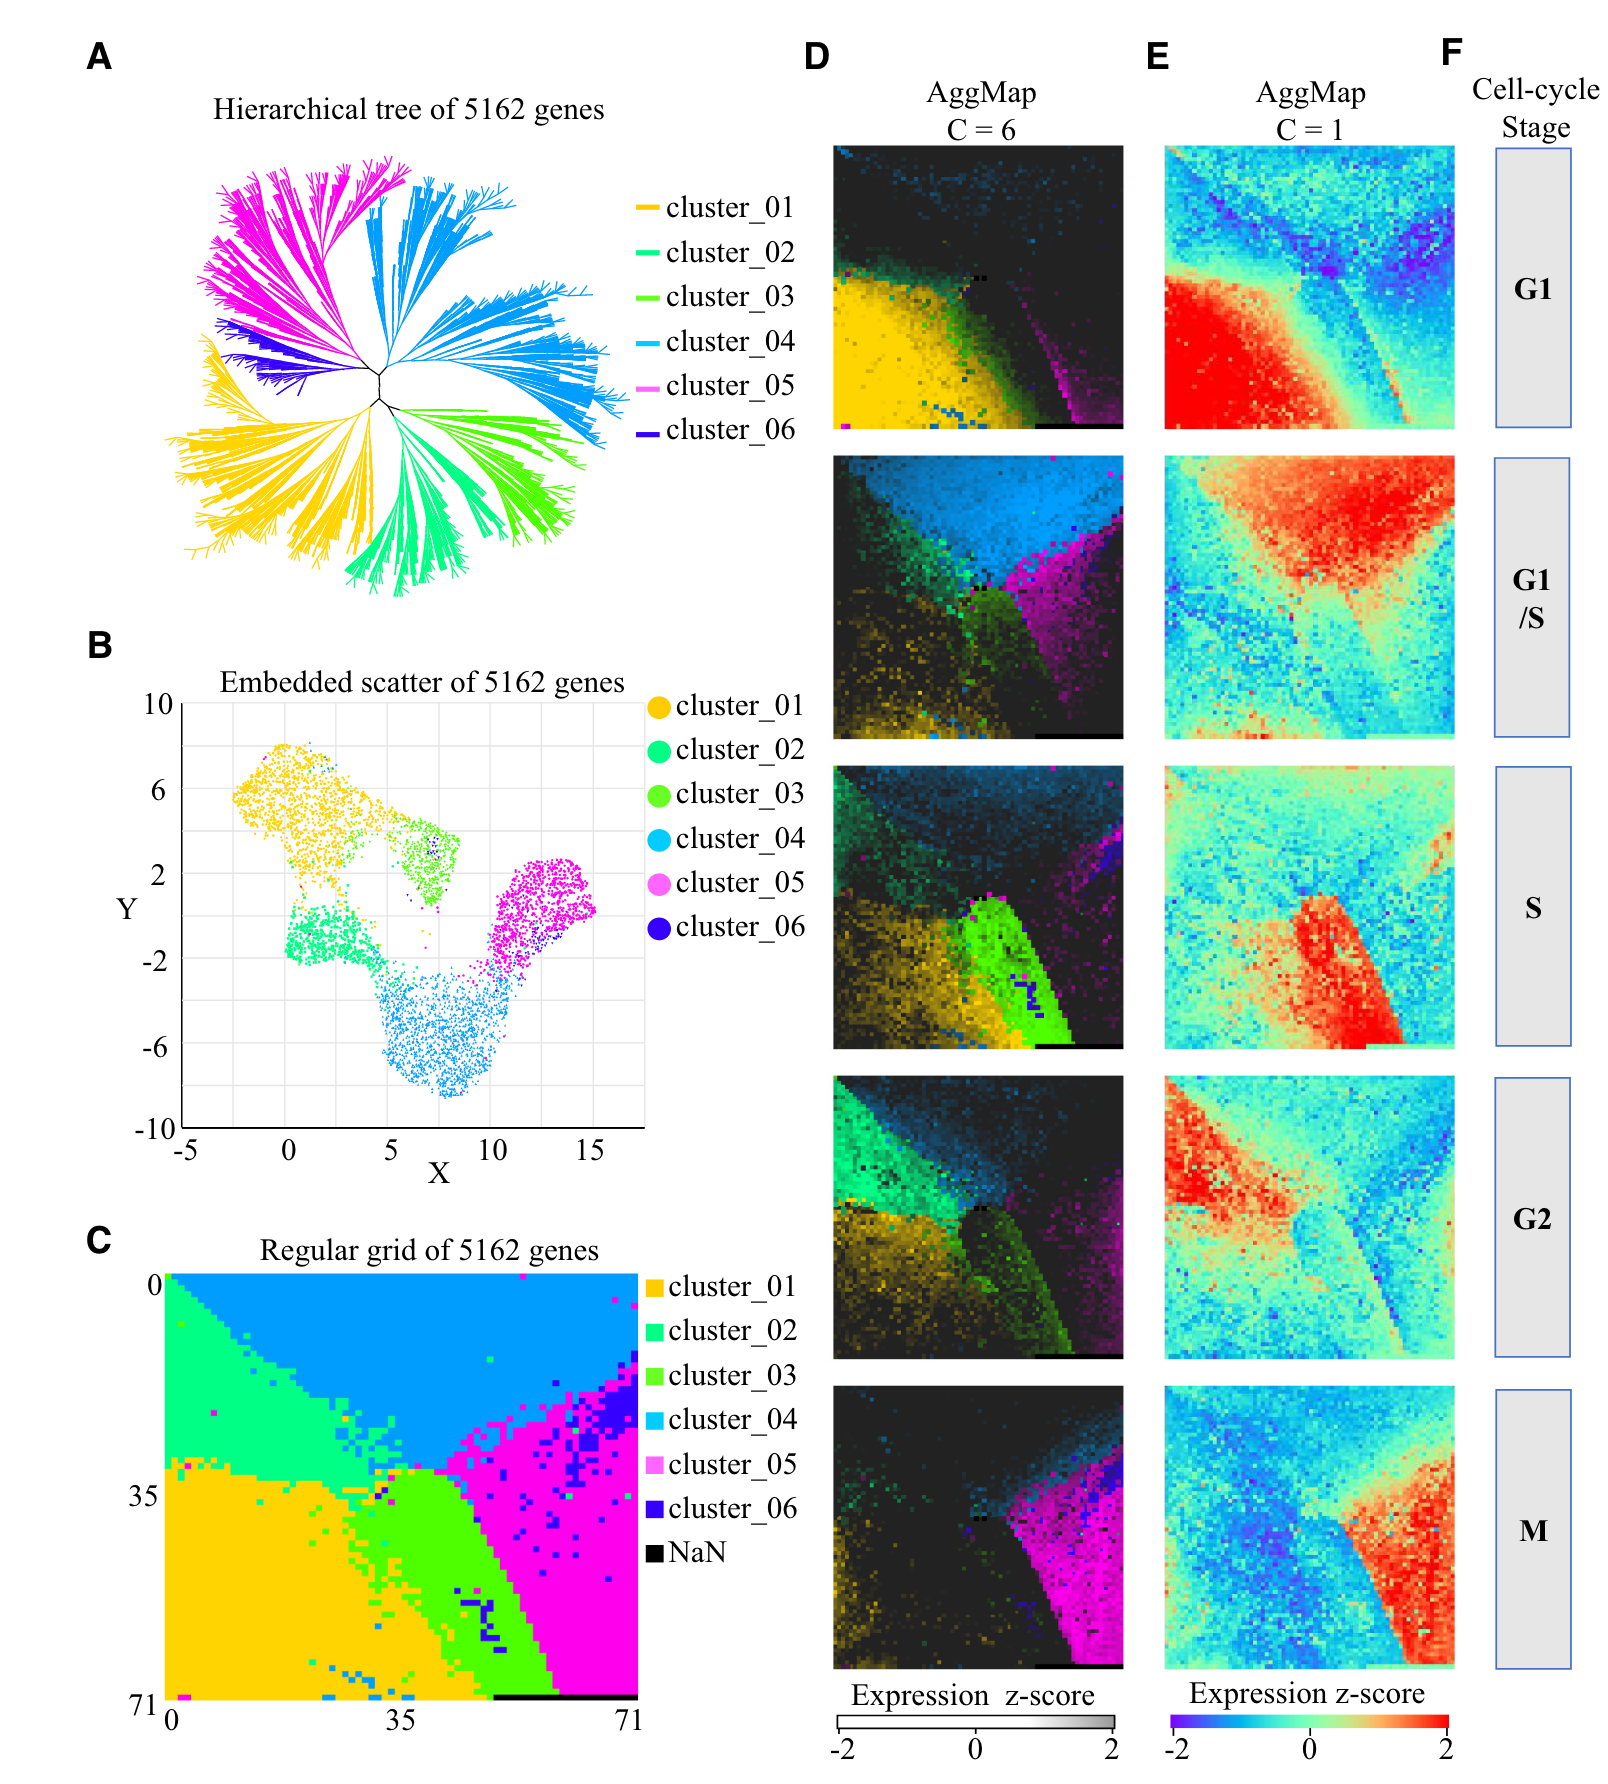 A
Hierarchical tree of 5162 genes
cluster_01
cluster_02
cluster_03
cluster_04
cluster_05
cluster_06
B
Embedded scatter of 5162 genes
10
6
2
-2
-6
-10
Y
-5
0
5
10
15
X
cluster_01
cluster_02
cluster_03
cluster_04
cluster_05
cluster_06
C
Regular grid of 5162 genes
0
35
71
0
35
71
cluster_01
cluster_02
cluster_03
cluster_04
cluster_05
cluster_06
NaN
D
AggMap
C = 6
Expression z-score
-2
0
2
E
AggMap
C = 1
Expression z-score
-2
0
2
F
Cell-cycle
Stage
G1
G1
/S
S
G2
M